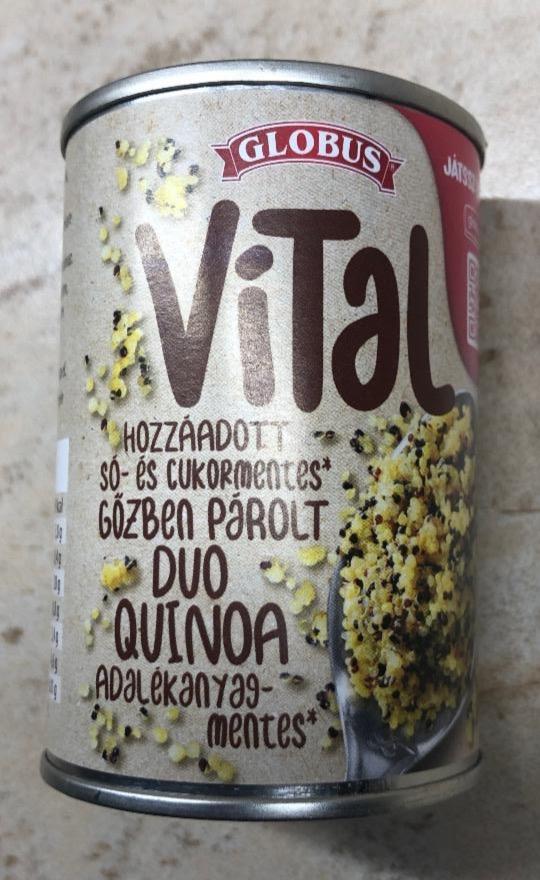 GLOBUS
ViTaL
HOZZÁADOTT
SÓ- ÉS CUKORMENTES*
GŐZBEN PÁROLT
DUO
QUINOA
ADALÉKANYAG-
MENTES*